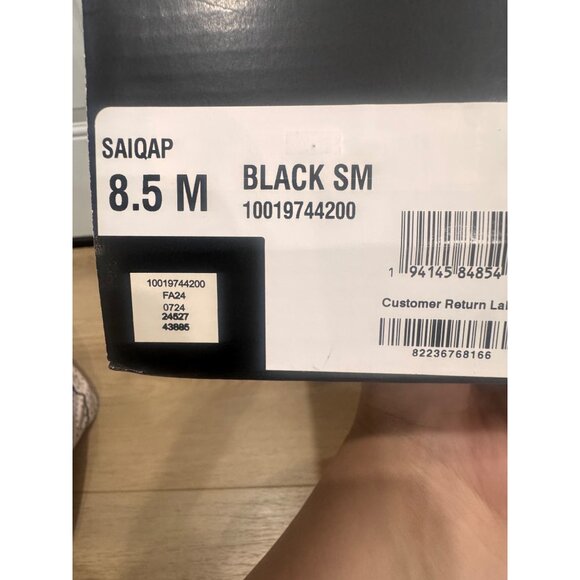 SAIQAP
8.5 M
BLACK SM
10019744200
1 94145 84854
Customer Return
82236768166
10019744200
FA24
0724
24527
43885